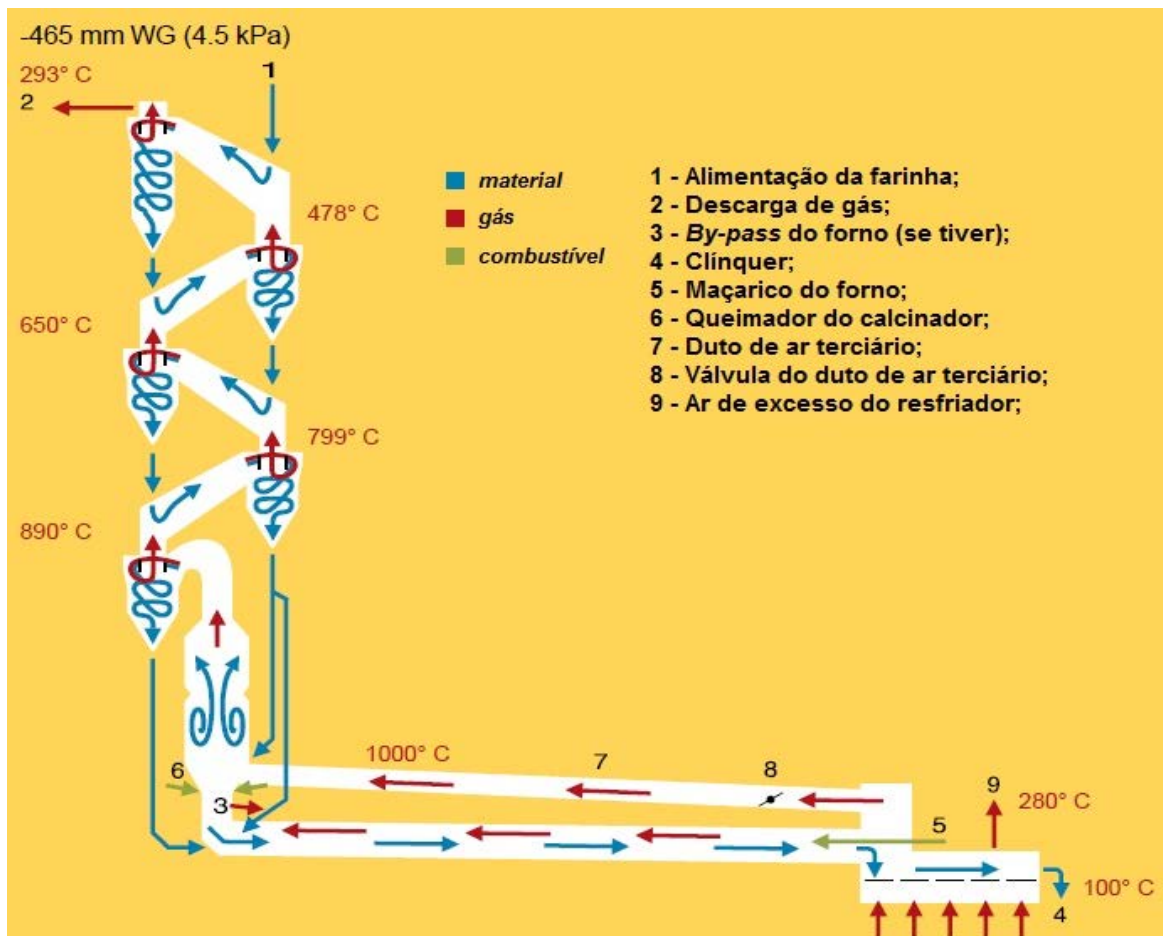 -465 mm WG (4.5 kPa)
293° C
2
1
478° C
650° C
799° C
890° C
material
gás
combustível
1 - Alimentação da farinha;
2 - Descarga de gás;
3 - By-pass do forno (se tiver);
4 - Clínquer;
5 - Maçarico do forno;
6 - Queimador do calcinador;
7 - Duto de ar terciário;
8 - Válvula do duto de ar terciário;
9 - Ar de excesso do resfriador;
6
3
1000° C
7
8
9
280° C
5
100° C
4